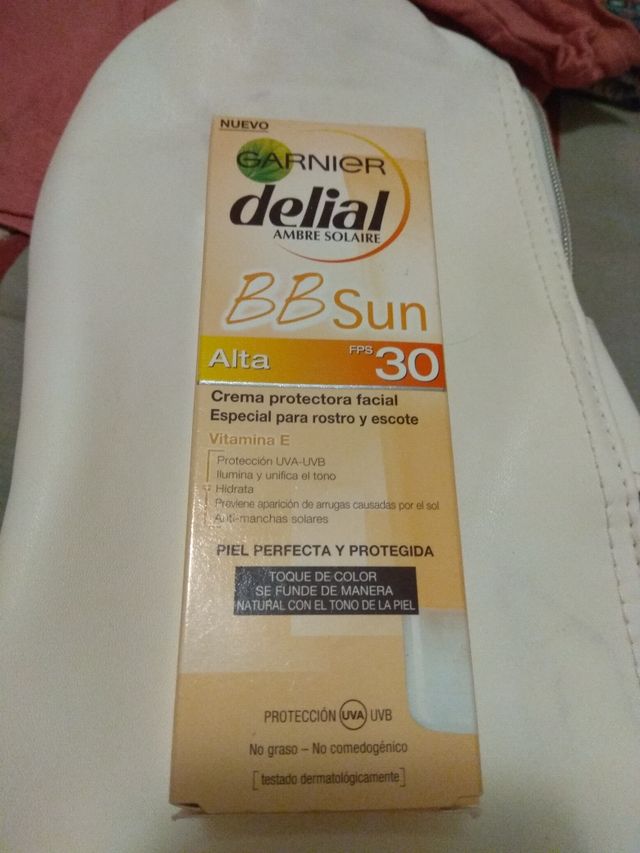 NUEVO
GARNIER
delial
AMBRE SOLAIRE
BB Sun
Alta FPS 30
Crema protectora facial
Especial para rostro y escote
Vitamina E
Protección UVA-UVB
Ilumina y unifica el tono
Hidrata
Previene aparición de arrugas causadas por el sol
Anti-manchas solares
PIEL PERFECTA Y PROTEGIDA
TOQUE DE COLOR
SE FUNDE DE MANERA
NATURAL CON EL TONO DE LA PIEL
PROTECCIÓN UVA UVB
No graso – No comedogénico
[testado dermatológicamente]